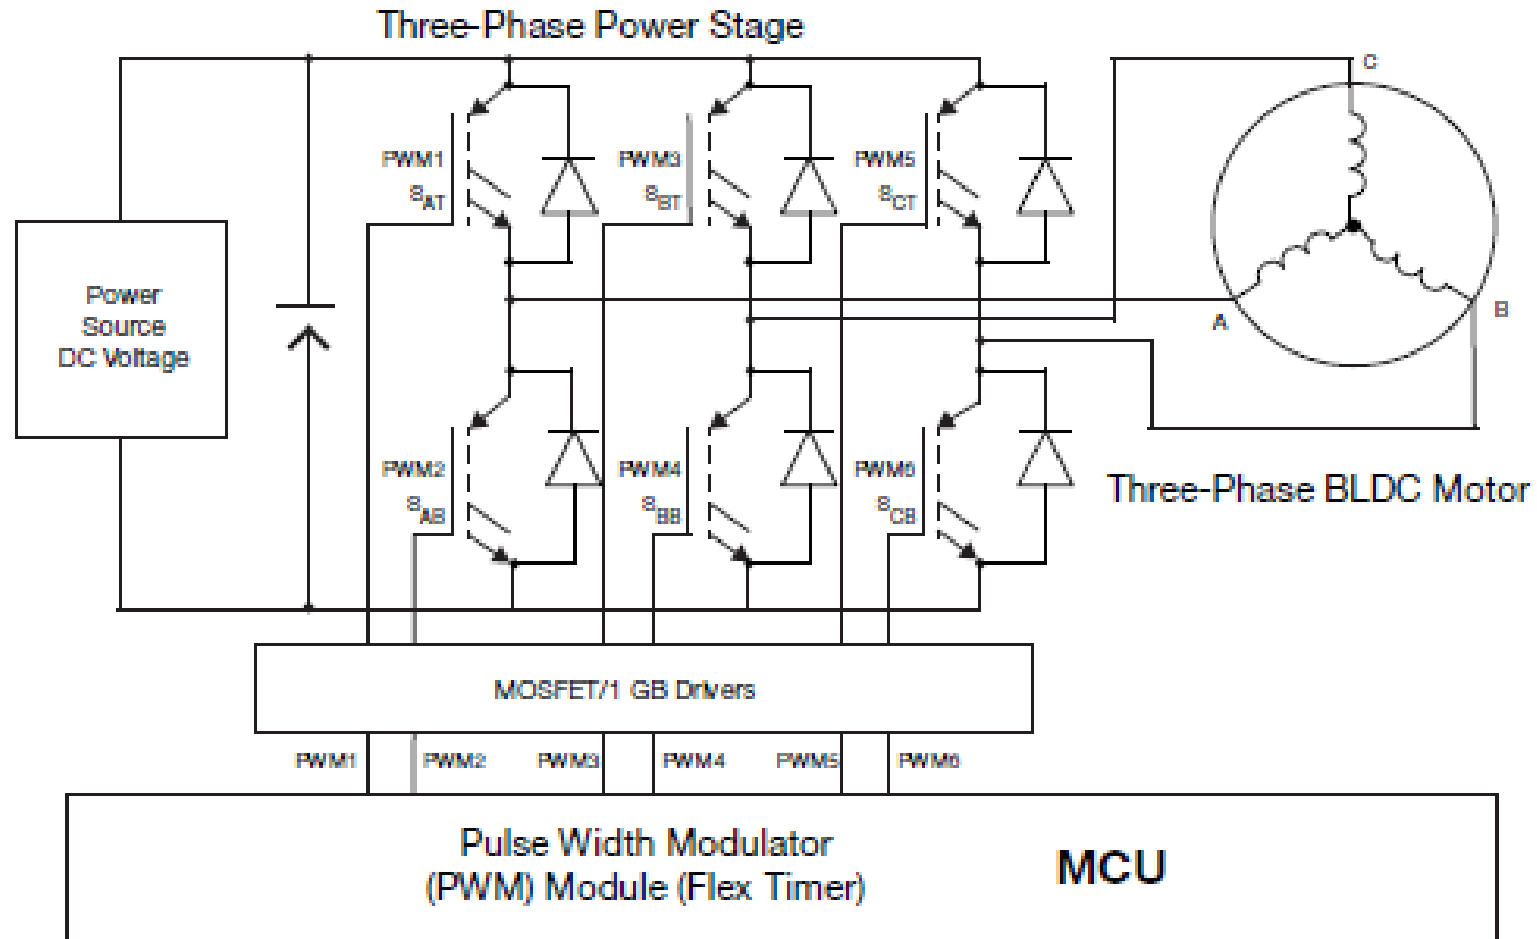 Three-Phase Power Stage
C
PWM1
SAT
PWM3
SBT
PWM5
SCT
Power
Source
DC Voltage
A
B
PWM2
SAB
PWM4
SBB
PWM6
SCB
Three-Phase BLDC Motor
MOSFET/1 GB Drivers
PWM1 PWM2 PWM3 PWM4 PWM5 PWM6
Pulse Width Modulator
(PWM) Module (Flex Timer)
MCU